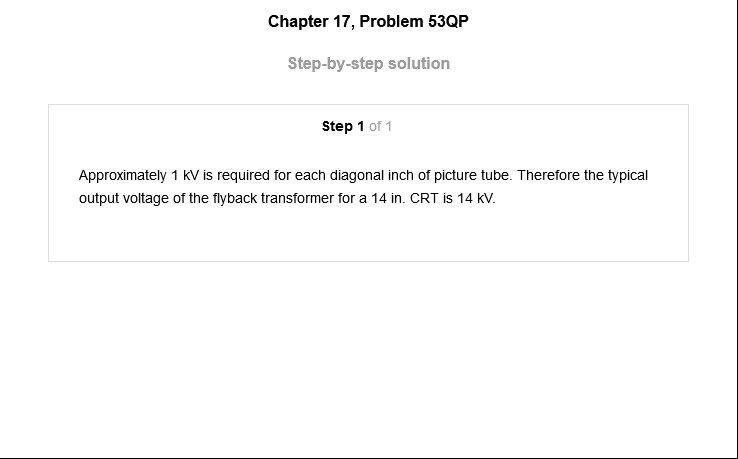 Chapter 17, Problem 53QP
Step-by-step solution
Step 1 of 1
Approximately 1 kV is required for each diagonal inch of picture tube. Therefore the typical
output voltage of the flyback transformer for a 14 in. CRT is 14 kV.